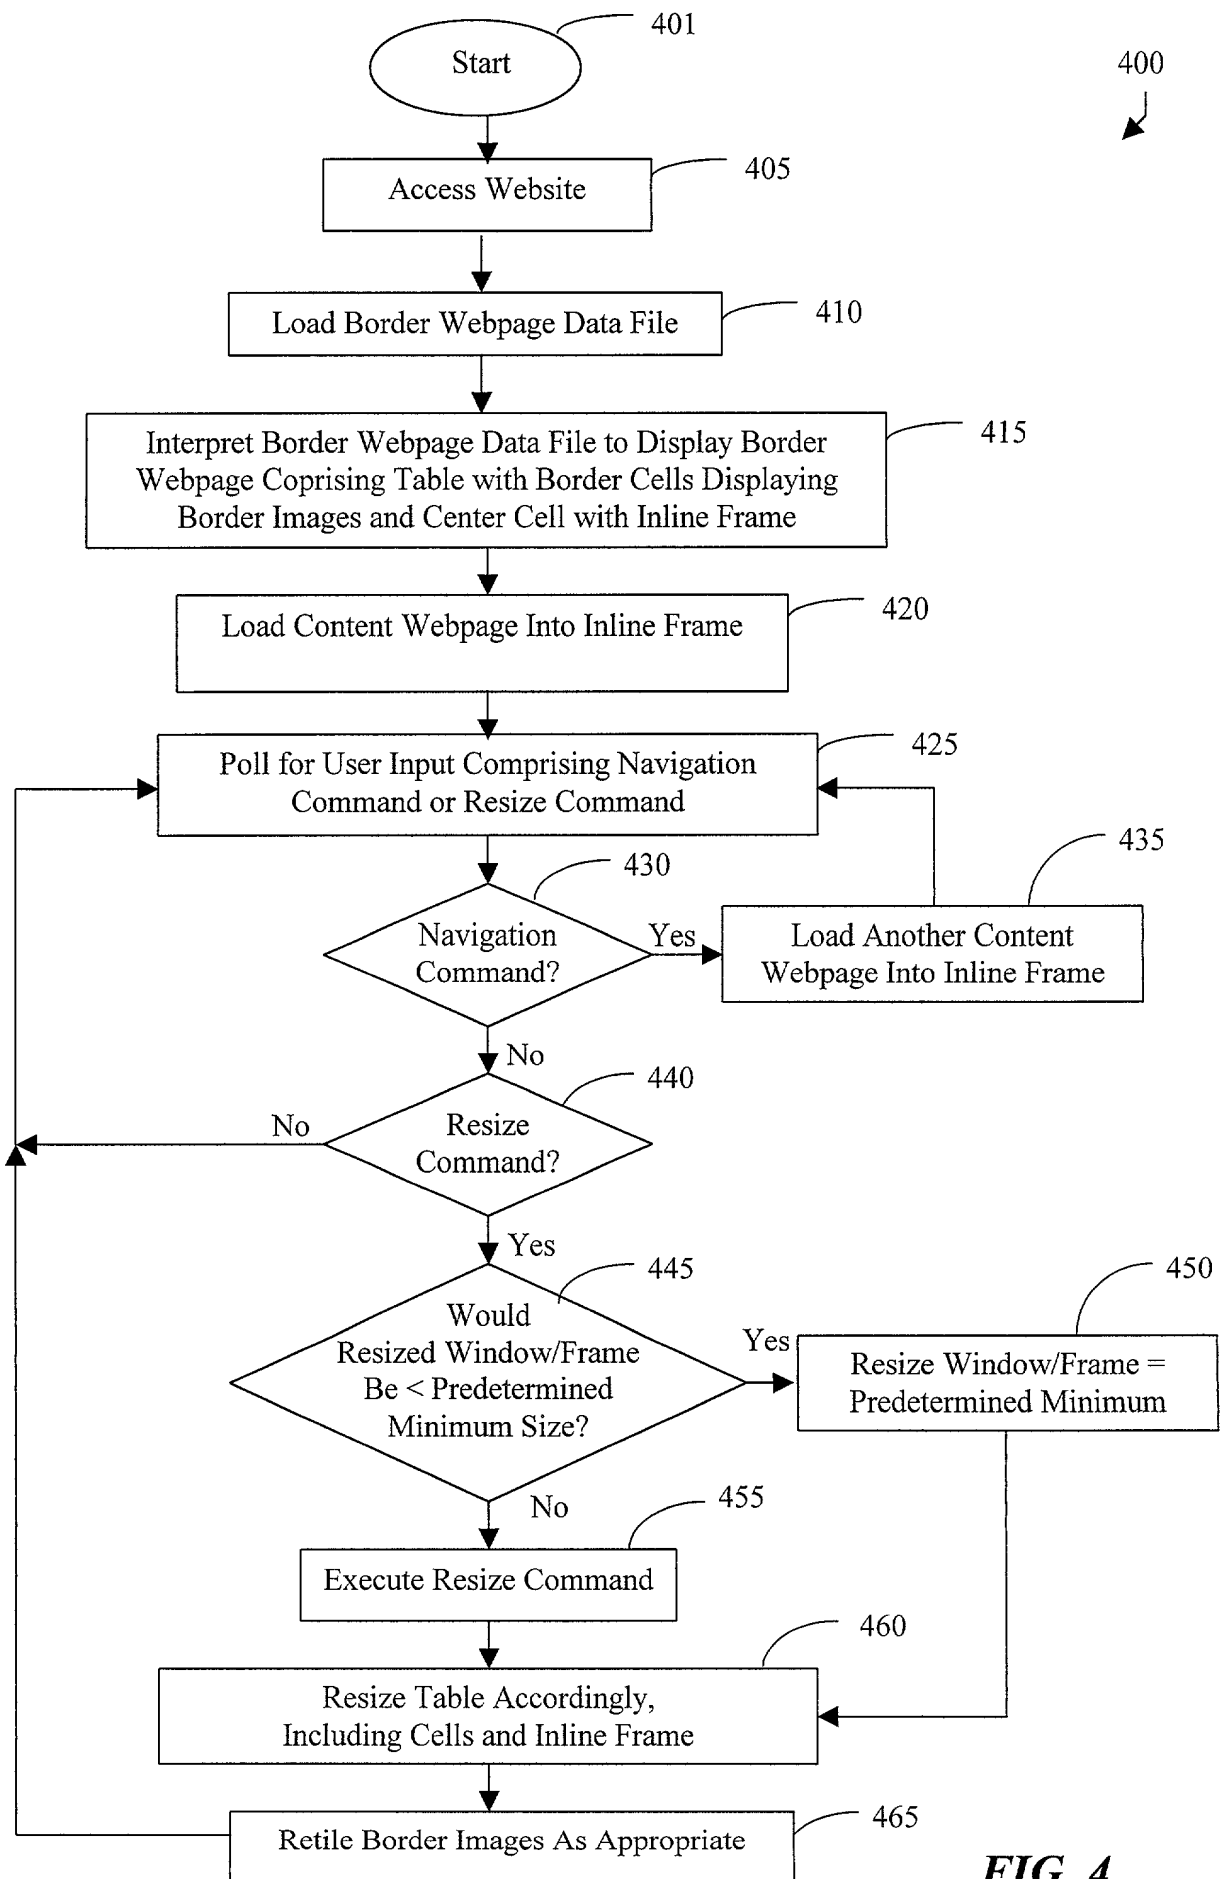 401
Start
400
405
Access Website
410
Load Border Webpage Data File
415
Interpret Border Webpage Data File to Display Border
Webpage Coprising Table with Border Cells Displaying
Border Images and Center Cell with Inline Frame
420
Load Content Webpage Into Inline Frame
425
Poll for User Input Comprising Navigation
Command or Resize Command
430
435
Navigation
Command?
Yes
Load Another Content
Webpage Into Inline Frame
No
440
No
Resize
Command?
Yes
445
450
Would
Resized Window/Frame
Be < Predetermined
Minimum Size?
Yes
Resize Window/Frame =
Predetermined Minimum
No
455
Execute Resize Command
460
Resize Table Accordingly,
Including Cells and Inline Frame
465
Retile Border Images As Appropriate
FIG. 4